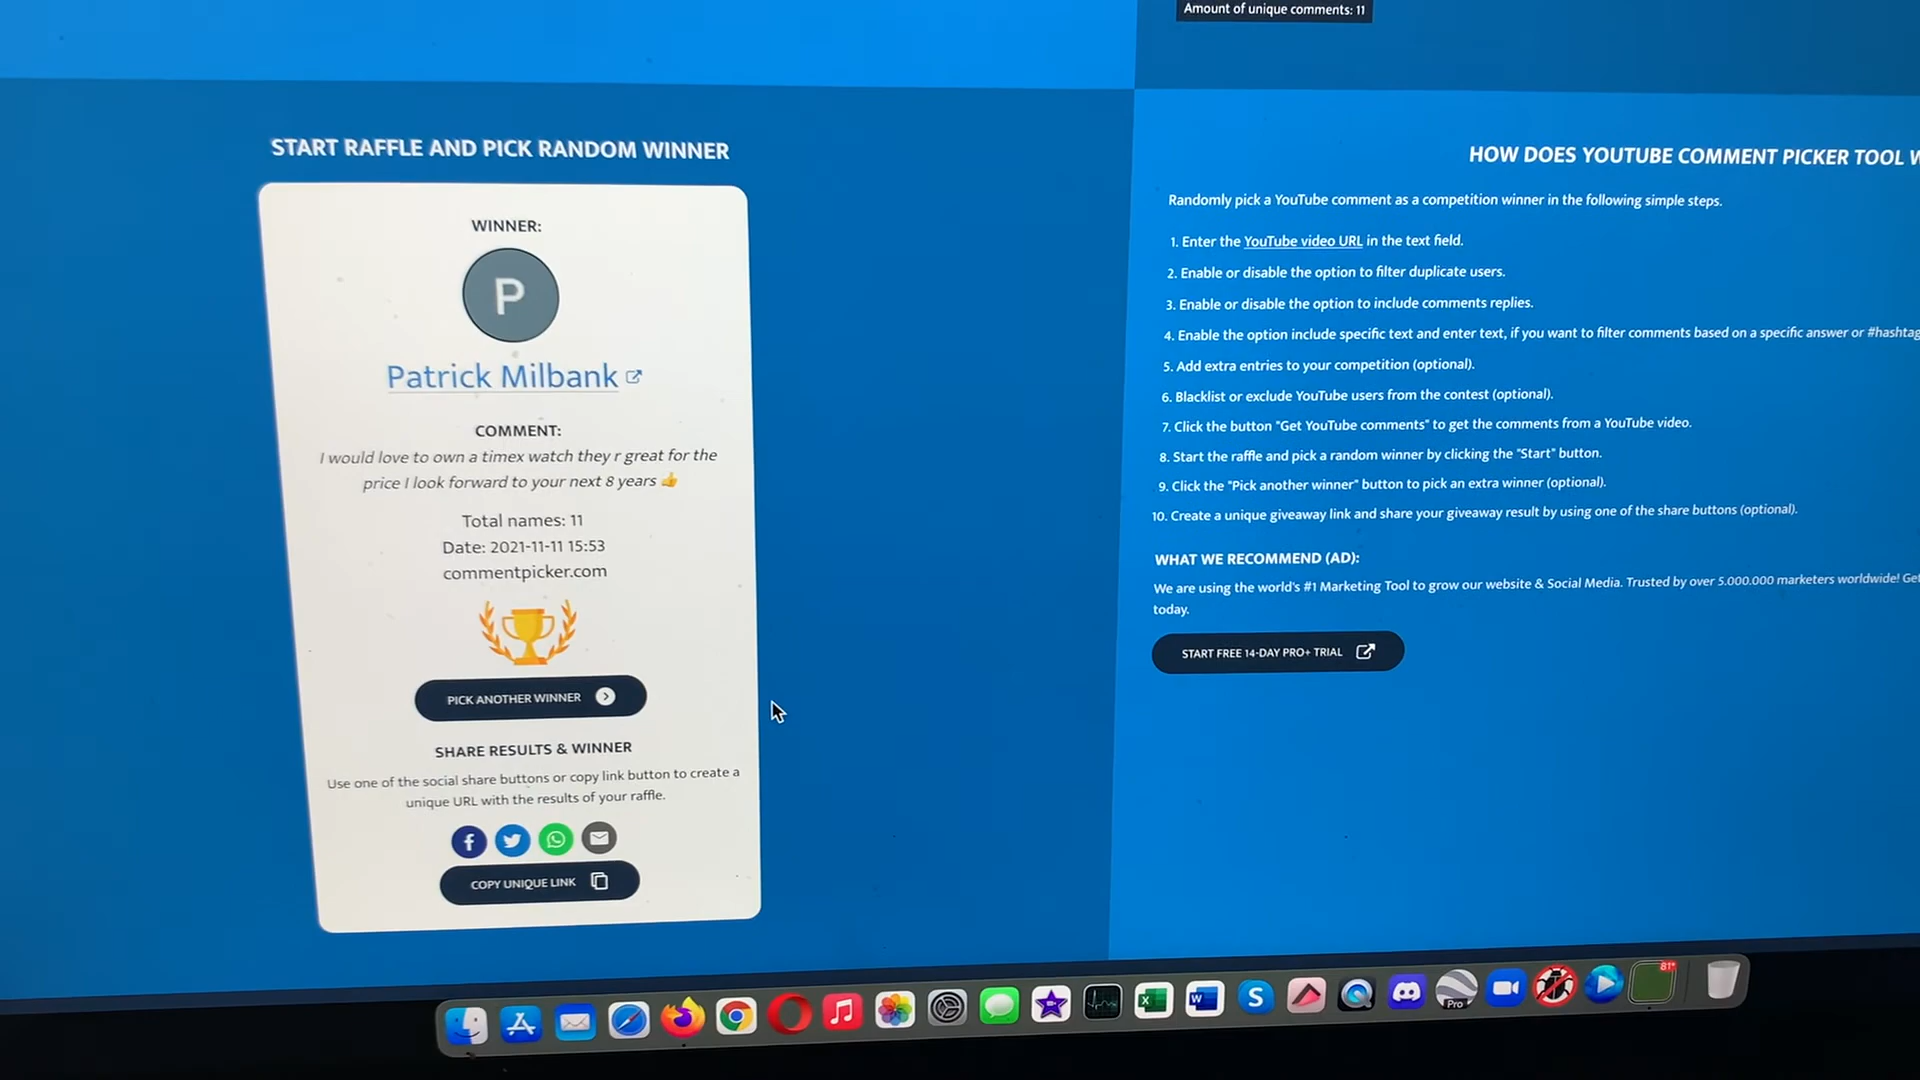 Amount of unique comments: 11
START RAFFLE AND PICK RANDOM WINNER
WINNER:
P
Patrick Milbank
COMMENT:
I would love to own a timex watch they r great for the
price I look forward to your next 8 years 👍
Total names: 11
Date: 2021-11-11 15:53
commentpicker.com
PICK ANOTHER WINNER
SHARE RESULTS & WINNER
Use one of the social share buttons or copy link button to create a
unique URL with the results of your raffle.
COPY UNIQUE LINK
HOW DOES YOUTUBE COMMENT PICKER TOOL
Randomly pick a YouTube comment as a competition winner in the following simple steps.
1. Enter the YouTube video URL in the text field.
2. Enable or disable the option to filter duplicate users.
3. Enable or disable the option to include comments replies.
4. Enable the option include specific text and enter text, if you want to filter comments based on a specific answer or #hashtag
5. Add extra entries to your competition (optional).
6. Blacklist or exclude YouTube users from the contest (optional).
7. Click the button "Get YouTube comments" to get the comments from a YouTube video.
8. Start the raffle and pick a random winner by clicking the "Start" button.
9. Click the "Pick another winner" button to pick an extra winner (optional).
10. Create a unique giveaway link and share your giveaway result by using one of the share buttons (optional).
WHAT WE RECOMMEND (AD):
We are using the world's #1 Marketing Tool to grow our website & Social Media. Trusted by over 5.000.000 marketers worldwide! Get
today.
START FREE 14-DAY PRO+ TRIAL
Pro
81°